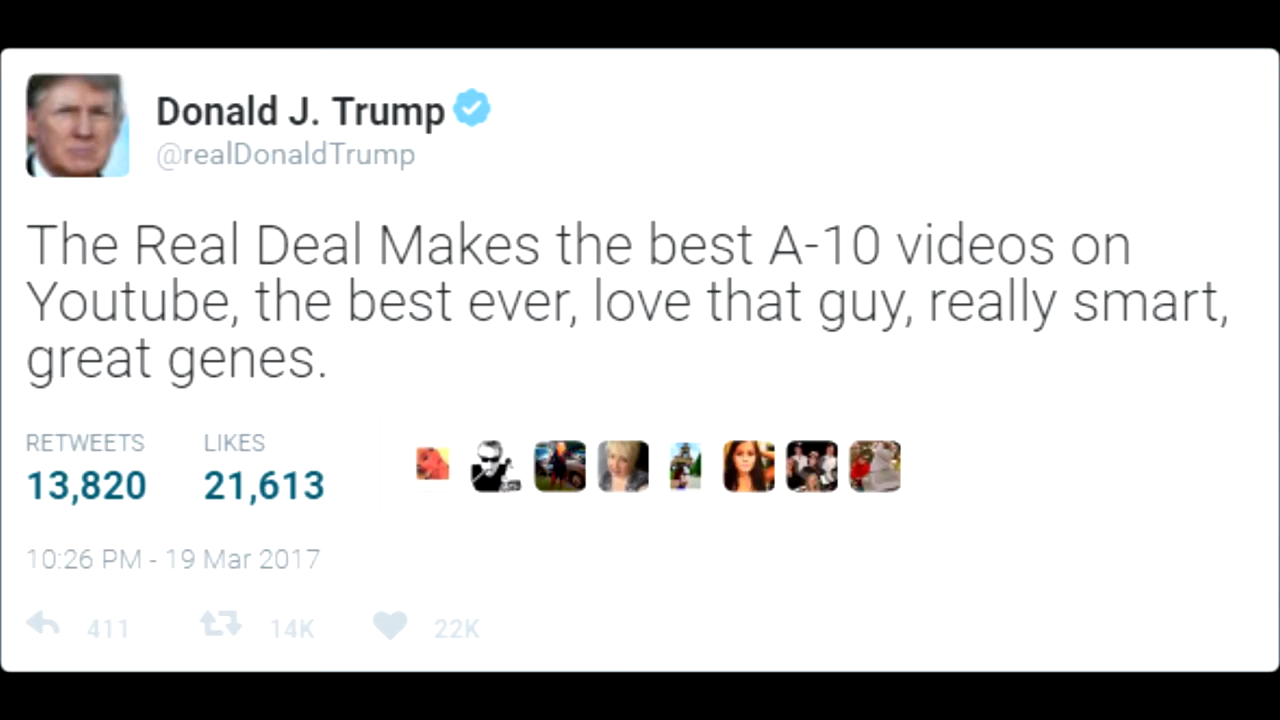 Donald J. Trump
@realDonaldTrump
The Real Deal Makes the best A-10 videos on
Youtube, the best ever, love that guy, really smart,
great genes.
RETWEETS LIKES
13,820 21,613
10:26 PM - 19 Mar 2017
411 14K 22K